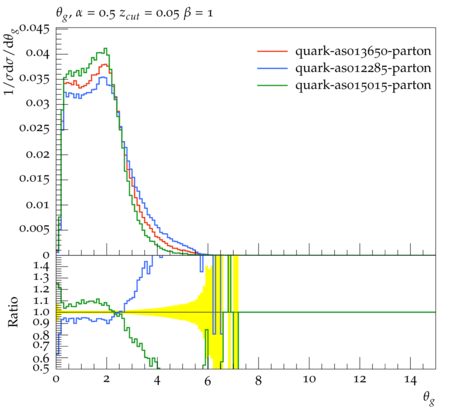 θg, α = 0.5 zcut = 0.05 β = 1
1/σdσ/dθg
0.045
0.04
0.035
0.03
0.025
0.02
0.015
0.01
0.005
0
quark-as013650-parton
quark-as012285-parton
quark-as015015-parton
Ratio
1.4
1.3
1.2
1.1
1.0
0.9
0.8
0.7
0.6
0.5
0 2 4 6 8 10 12 14
θg